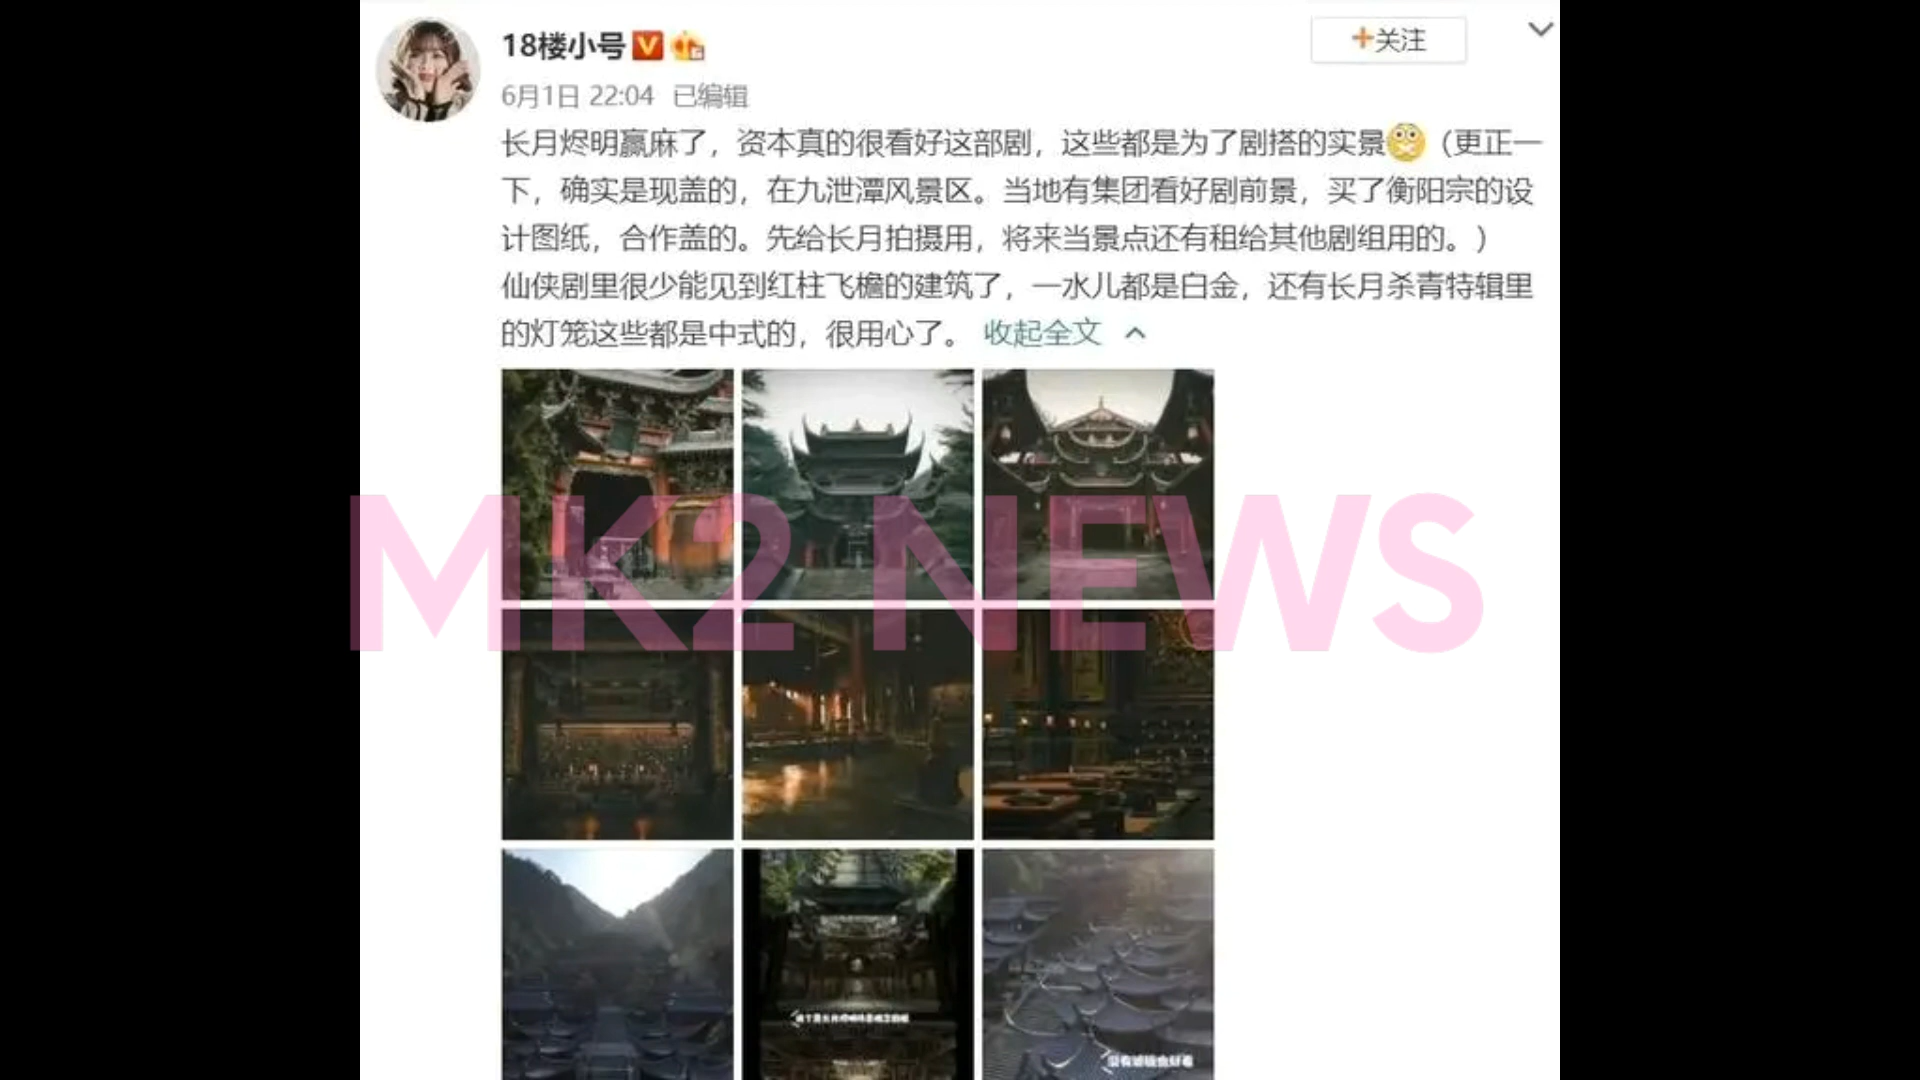 18楼小号
+关注
6月1日 22:04 已编辑
长月烬明赢麻了，资本真的很看好这部剧，这些都是为了剧搭的实景（更正一
下，确实是现盖的，在九泄潭风景区。当地有集团看好剧前景，买了衡阳宗的设
计图纸，合作盖的。先给长月拍摄用，将来当景点还有租给其他剧组用的。）
仙侠剧里很少能见到红柱飞檐的建筑了，一水儿都是白金，还有长月杀青特辑里
的灯笼这些都是中式的，很用心了。 收起全文
MK2 NEWS
没有滤镜也好看